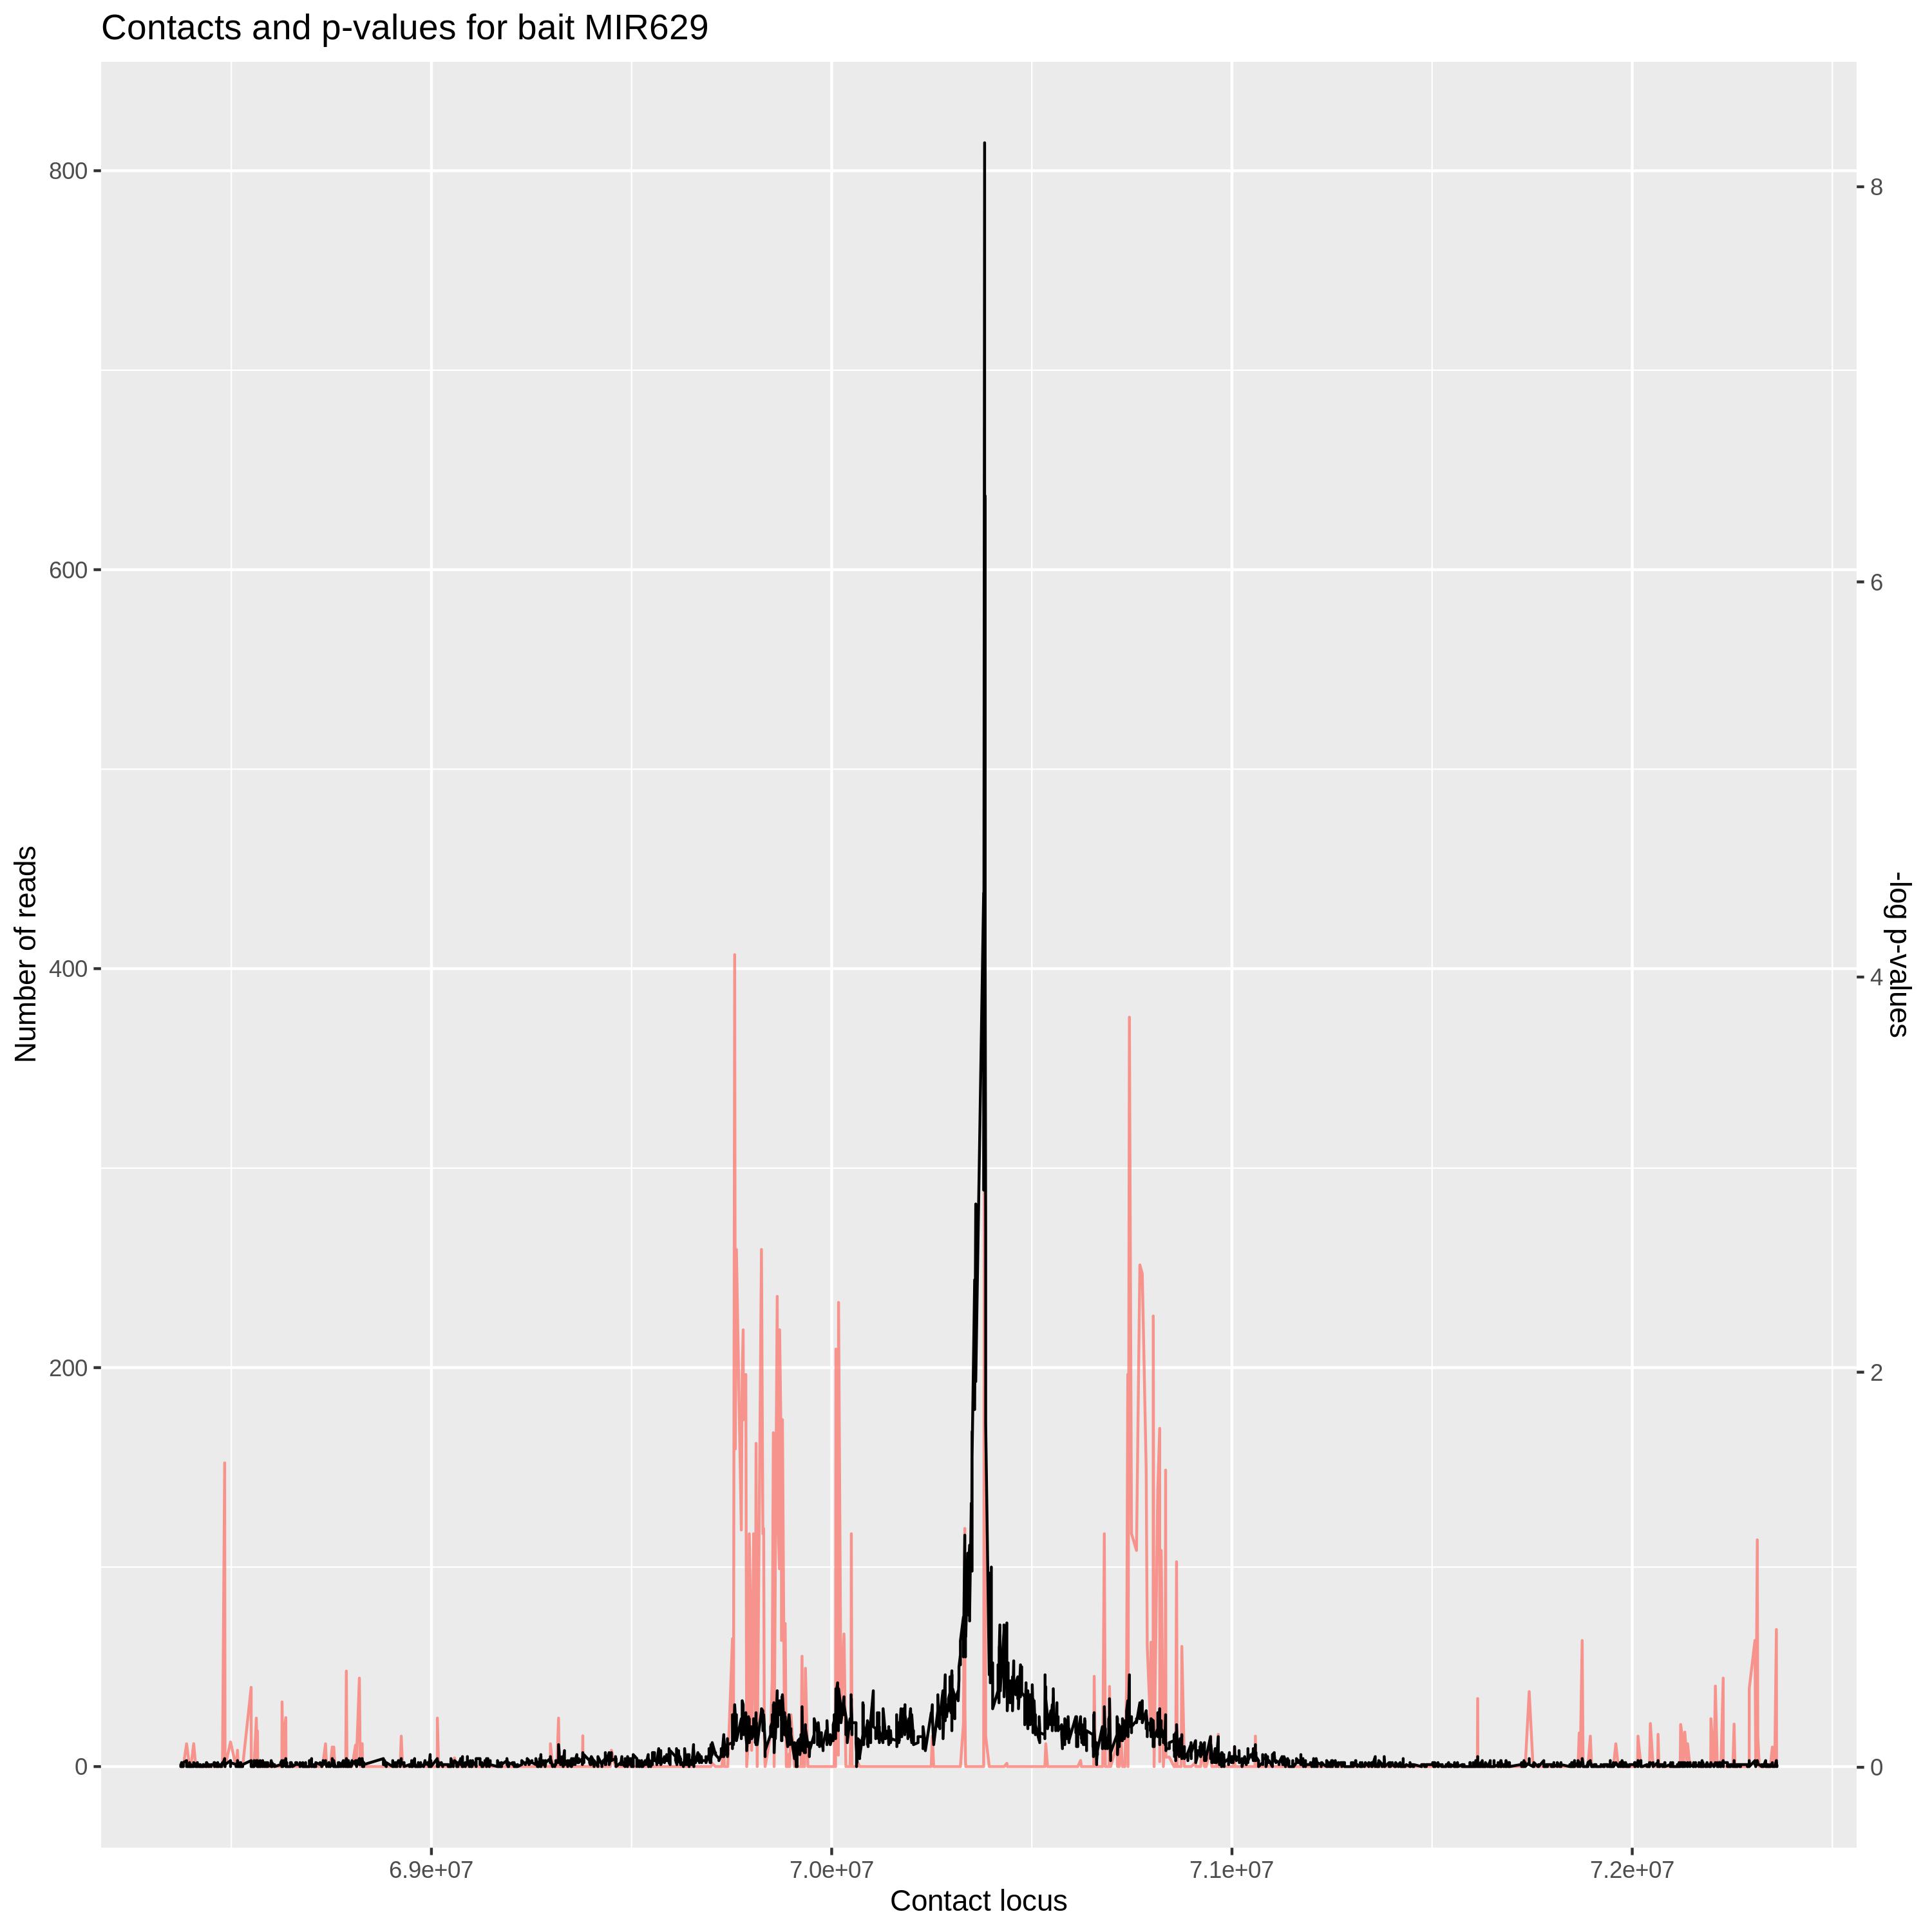 Contacts and p-values for bait MIR629
Number of reads
800
600
400
200
0
8
6
4
2
0
-log p-values
6.9e+07
7.0e+07
7.1e+07
7.2e+07
Contact locus